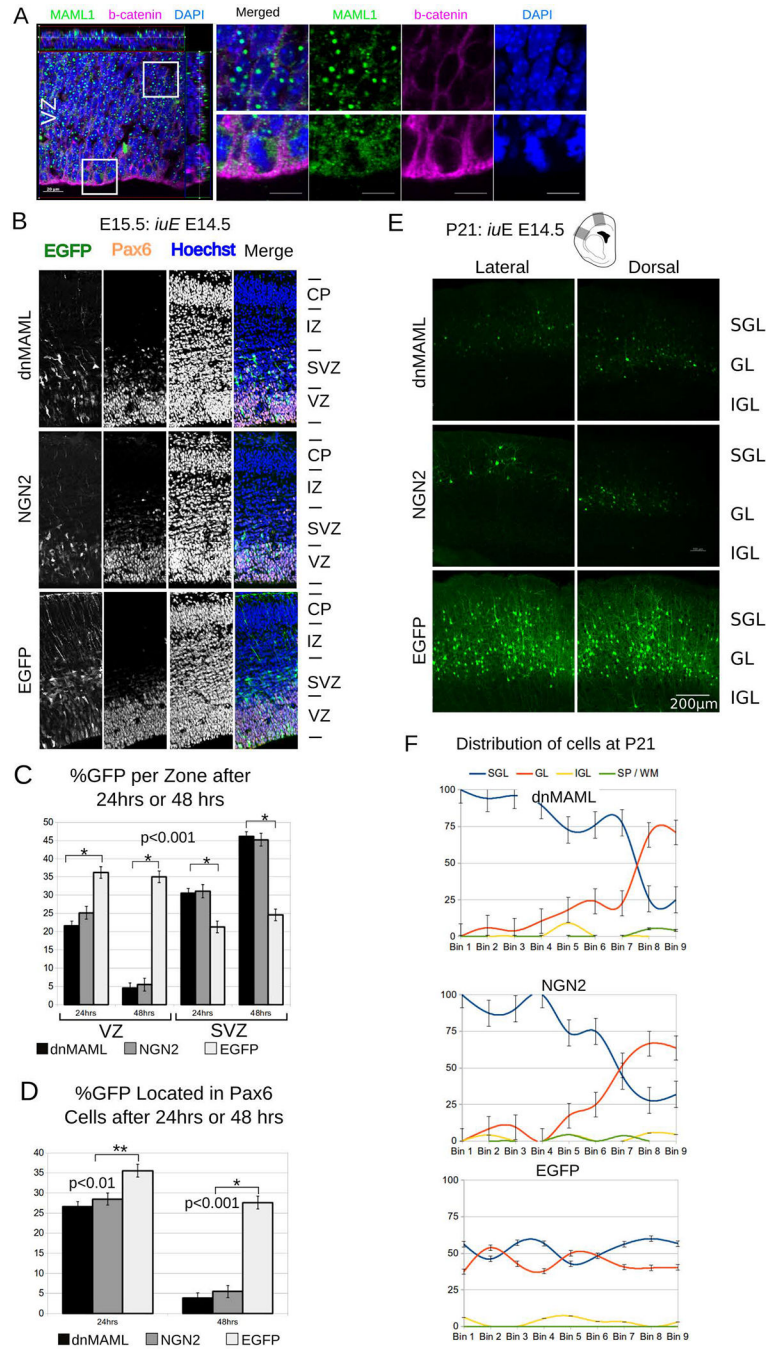 A
MAML1 b-catenin DAPI
Merged MAML1 b-catenin DAPI
VZ
20 µm
B
E15.5: iuE E14.5
EGFP Pax6 Hoechst Merge
dnMAML
CP
IZ
SVZ
VZ
NGN2
CP
IZ
SVZ
VZ
EGFP
CP
IZ
SVZ
VZ
C
%GFP per Zone after
24hrs or 48 hrs
p<0.001
* * * *
50
45
40
35
30
25
20
15
10
5
0
24hrs 48hrs 24hrs 48hrs
VZ SVZ
dnMAML NGN2 EGFP
D
%GFP Located in Pax6
Cells after 24hrs or 48 hrs
** *
p<0.01 p<0.001
40
35
30
25
20
15
10
5
0
24hrs 48hrs
dnMAML NGN2 EGFP
E
P21: iuE E14.5
Lateral Dorsal
dnMAML
SGL
GL
IGL
NGN2
SGL
GL
IGL
EGFP
SGL
GL
IGL
200µm
F
Distribution of cells at P21
SGL GL IGL SP / WM
dnMAML
100
75
50
25
0
Bin 1 Bin 2 Bin 3 Bin 4 Bin 5 Bin 6 Bin 7 Bin 8 Bin 9
NGN2
100
75
50
25
0
Bin 1 Bin 2 Bin 3 Bin 4 Bin 5 Bin 6 Bin 7 Bin 8 Bin 9
EGFP
100
75
50
25
0
Bin 1 Bin 2 Bin 3 Bin 4 Bin 5 Bin 6 Bin 7 Bin 8 Bin 9